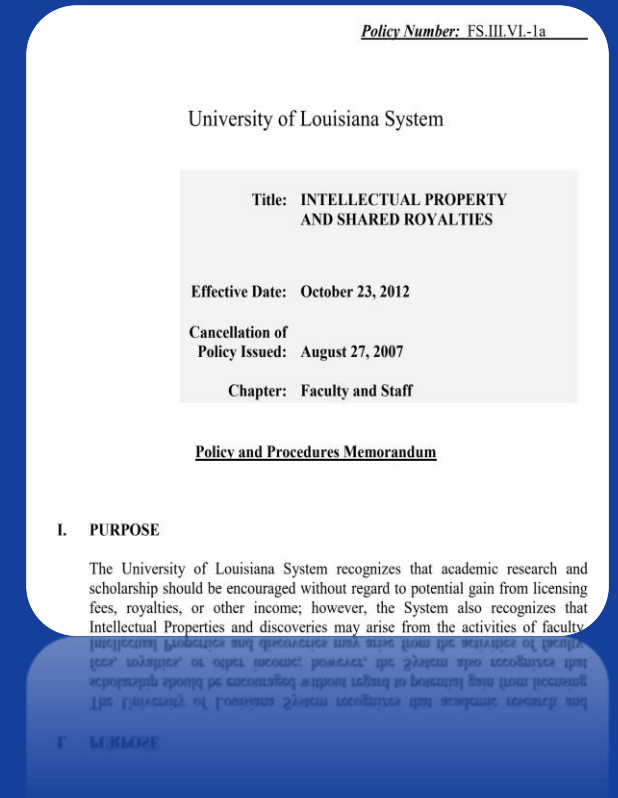 Policy Number: FS.III.VI.-1a
University of Louisiana System
Title: INTELLECTUAL PROPERTY
AND SHARED ROYALTIES
Effective Date: October 23, 2012
Cancellation of
Policy Issued: August 27, 2007
Chapter: Faculty and Staff
Policy and Procedures Memorandum
I. PURPOSE
The University of Louisiana System recognizes that academic research and
scholarship should be encouraged without regard to potential gain from licensing
fees, royalties, or other income; however, the System also recognizes that
Intellectual Properties and discoveries may arise from the activities of faculty,